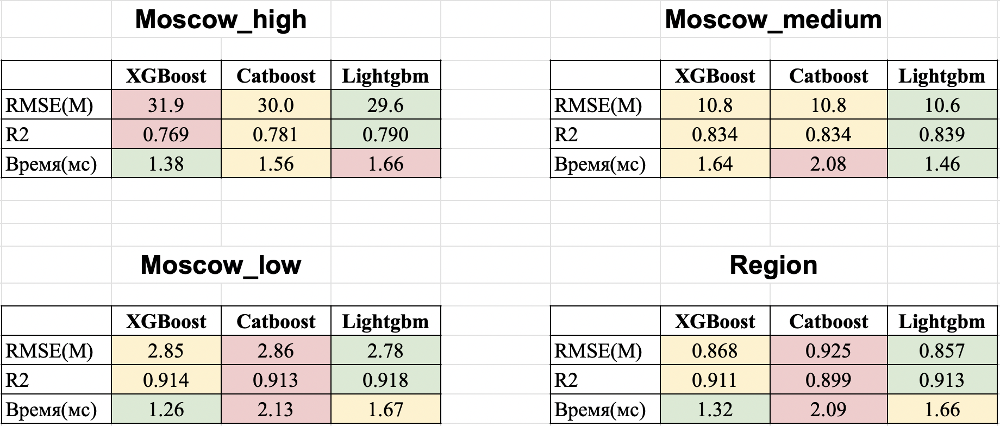 Moscow_high
XGBoost Catboost Lightgbm
RMSE(M) 31.9 30.0 29.6
R2 0.769 0.781 0.790
Время(мс) 1.38 1.56 1.66
Moscow_medium
XGBoost Catboost Lightgbm
RMSE(M) 10.8 10.8 10.6
R2 0.834 0.834 0.839
Время(мс) 1.64 2.08 1.46
Moscow_low
XGBoost Catboost Lightgbm
RMSE(M) 2.85 2.86 2.78
R2 0.914 0.913 0.918
Время(мс) 1.26 2.13 1.67
Region
XGBoost Catboost Lightgbm
RMSE(M) 0.868 0.925 0.857
R2 0.911 0.899 0.913
Время(мс) 1.32 2.09 1.66